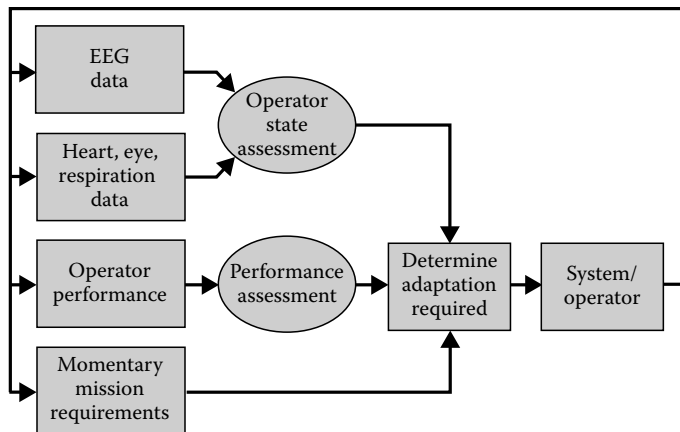 EEG
data
Operator
state
assessment
Heart, eye,
respiration
data
Operator
performance
Performance
assessment
Determine
adaptation
required
System/
operator
Momentary
mission
requirements